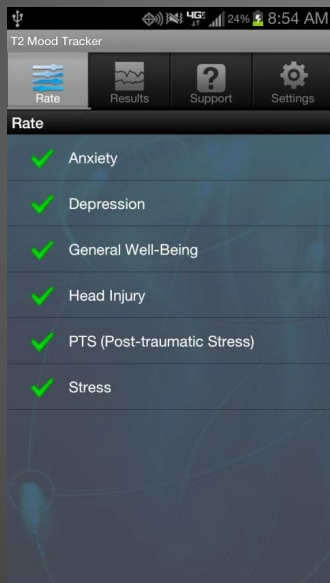 4G 24% 8:54 AM
T2 Mood Tracker
Rate Results Support Settings
Rate
Anxiety
Depression
General Well-Being
Head Injury
PTS (Post-traumatic Stress)
Stress